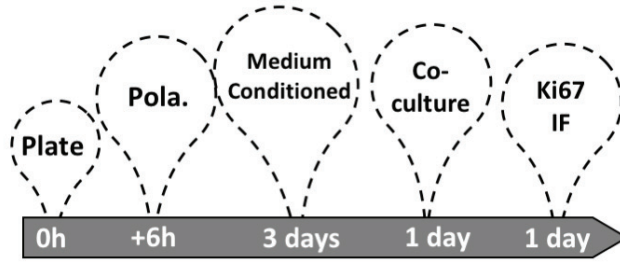 Plate
Pola.
Medium
Conditioned
Co-
culture
Ki67
IF
0h
+6h
3 days
1 day
1 day